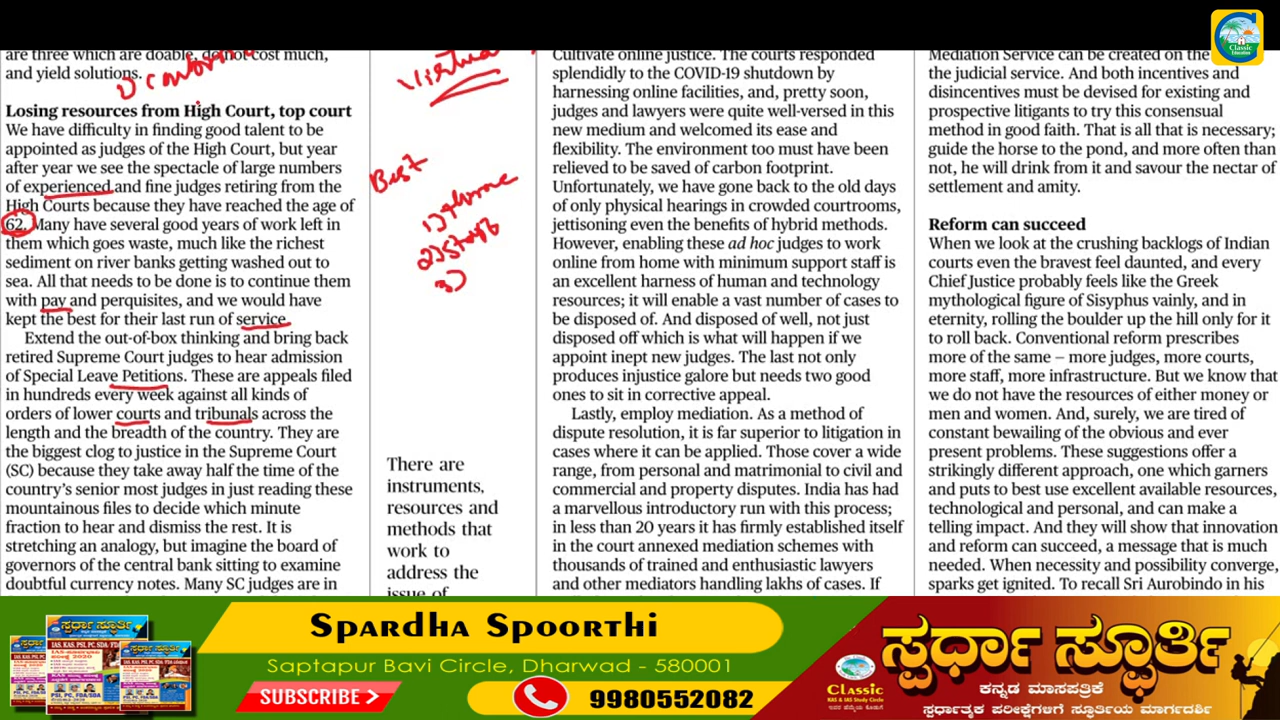 are three which are doable, do not cost much,
and yield solutions.
Losing resources from High Court, top court
We have difficulty in finding good talent to be
appointed as judges of the High Court, but year
after year we see the spectacle of large numbers
of experienced and fine judges retiring from the
High Courts because they have reached the age of
62. Many have several good years of work left in
them which goes waste, much like the richest
sediment on river banks getting washed out to
sea. All that needs to be done is to continue them
with pay and perquisites, and we would have
kept the best for their last run of service.
Extend the out-of-box thinking and bring back
retired Supreme Court judges to hear admission
of Special Leave Petitions. These are appeals filed
in hundreds every week against all kinds of
orders of lower courts and tribunals across the
length and the breadth of the country. They are
the biggest clog to justice in the Supreme Court
(SC) because they take away half the time of the
country's senior most judges in just reading these
mountainous files to decide which minute
fraction to hear and dismiss the rest. It is
stretching an analogy, but imagine the board of
governors of the central bank sitting to examine
doubtful currency notes. Many SC judges are in
Virtual
Best
1) Home
2) Staff
3)
There are
instruments,
resources and
methods that
work to
address the
issue of
Cultivate online justice. The courts responded
splendidly to the COVID-19 shutdown by
harnessing online facilities, and, pretty soon,
judges and lawyers were quite well-versed in this
new medium and welcomed its ease and
flexibility. The environment too must have been
relieved to be saved of carbon footprint.
Unfortunately, we have gone back to the old days
of only physical hearings in crowded courtrooms,
jettisoning even the benefits of hybrid methods.
However, enabling these ad hoc judges to work
online from home with minimum support staff is
an excellent harness of human and technology
resources; it will enable a vast number of cases to
be disposed of. And disposed of well, not just
disposed off which is what will happen if we
appoint inept new judges. The last not only
produces injustice galore but needs two good
ones to sit in corrective appeal.
Lastly, employ mediation. As a method of
dispute resolution, it is far superior to litigation in
cases where it can be applied. Those cover a wide
range, from personal and matrimonial to civil and
commercial and property disputes. India has had
a marvellous introductory run with this process;
in less than 20 years it has firmly established itself
in the court annexed mediation schemes with
thousands of trained and enthusiastic lawyers
and other mediators handling lakhs of cases. If
Mediation Service can be created on the
the judicial service. And both incentives and
disincentives must be devised for existing and
prospective litigants to try this consensual
method in good faith. That is all that is necessary;
guide the horse to the pond, and more often than
not, he will drink from it and savour the nectar of
settlement and amity.
Reform can succeed
When we look at the crushing backlogs of Indian
courts even the bravest feel daunted, and every
Chief Justice probably feels like the Greek
mythological figure of Sisyphus vainly, and in
eternity, rolling the boulder up the hill only for it
to roll back. Conventional reform prescribes
more of the same — more judges, more courts,
more staff, more infrastructure. But we know that
we do not have the resources of either money or
men and women. And, surely, we are tired of
constant bewailing of the obvious and ever
present problems. These suggestions offer a
strikingly different approach, one which garners
and puts to best use excellent available resources,
technological and personal, and can make a
telling impact. And they will show that innovation
and reform can succeed, a message that is much
needed. When necessity and possibility converge,
sparks get ignited. To recall Sri Aurobindo in his
Classic
Education
Spardha Spoorthi
Saptapur Bavi Circle Dharwad - 580001
SUBSCRIBE >
9980552082
ಸ್ಪರ್ಧಾ ಸ್ಪೂರ್ತಿ
Classic
IAS & KAS Study Circle
ಕನ್ನಡ ಮಾಸಪತ್ರಿಕೆ
ಸ್ಪರ್ಧಾತ್ಮಕ ಪರೀಕ್ಷೆಗಳಿಗೆ ಸ್ಫೂರ್ತಿಯ ಮಾರ್ಗದರ್ಶಿ